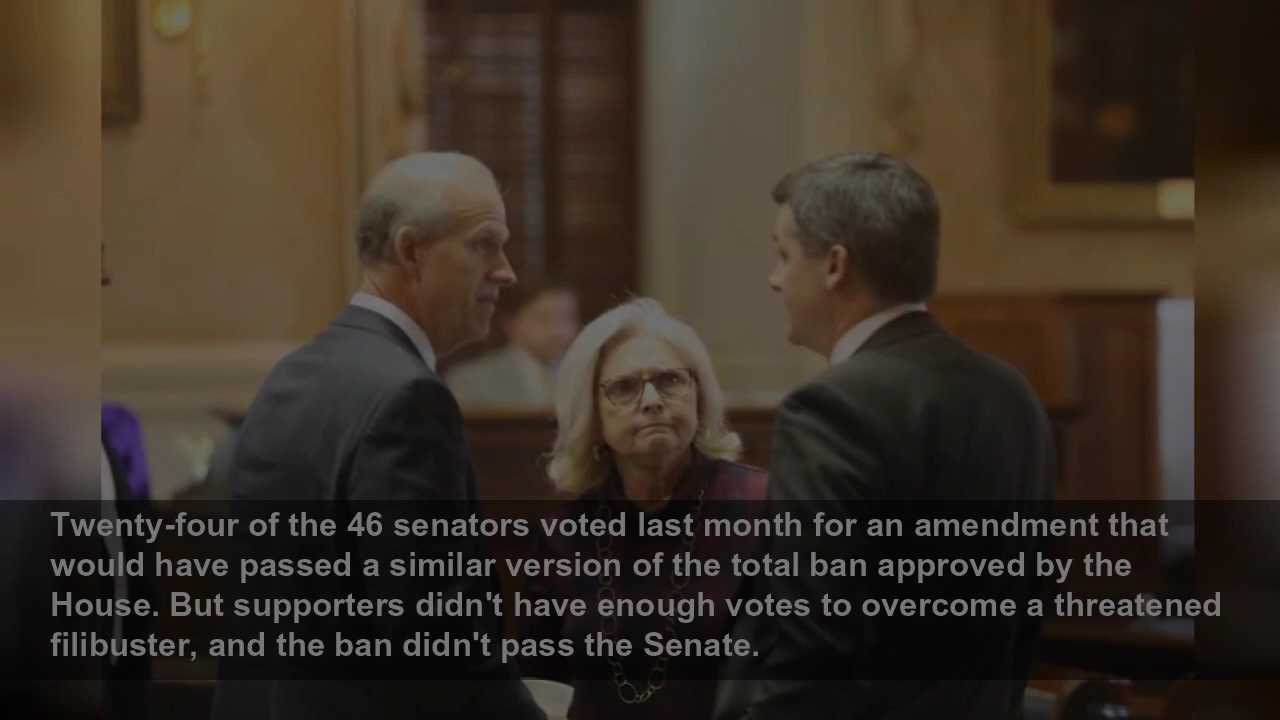 Twenty-four of the 46 senators voted last month for an amendment that
would have passed a similar version of the total ban approved by the
House. But supporters didn't have enough votes to overcome a threatened
filibuster, and the ban didn't pass the Senate.